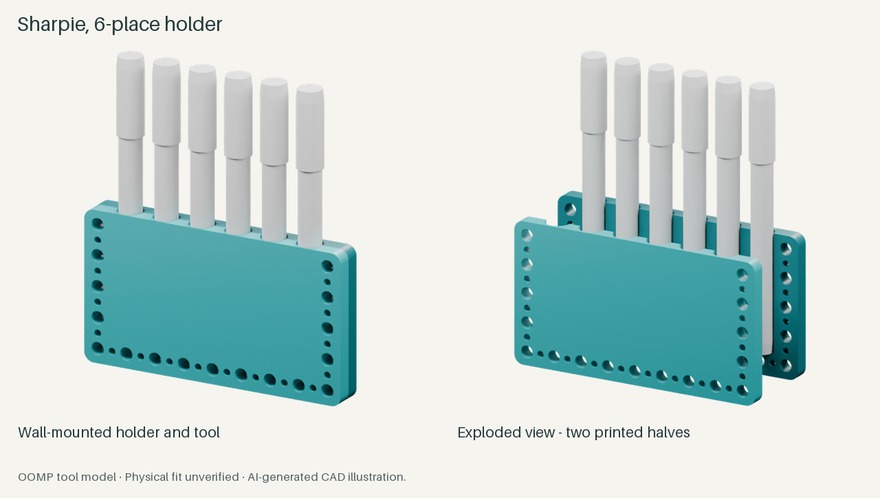 Sharpie, 6-place holder
Wall-mounted holder and tool
Exploded view - two printed halves
OOMP tool model · Physical fit unverified · AI-generated CAD illustration.